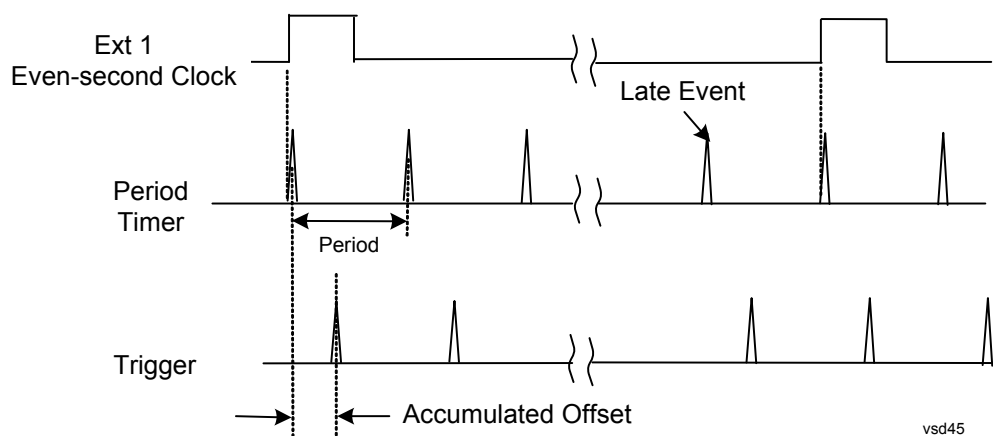 Ext 1
Even-second Clock
Late Event
Period
Timer
Period
Trigger
Accumulated Offset
vsd45